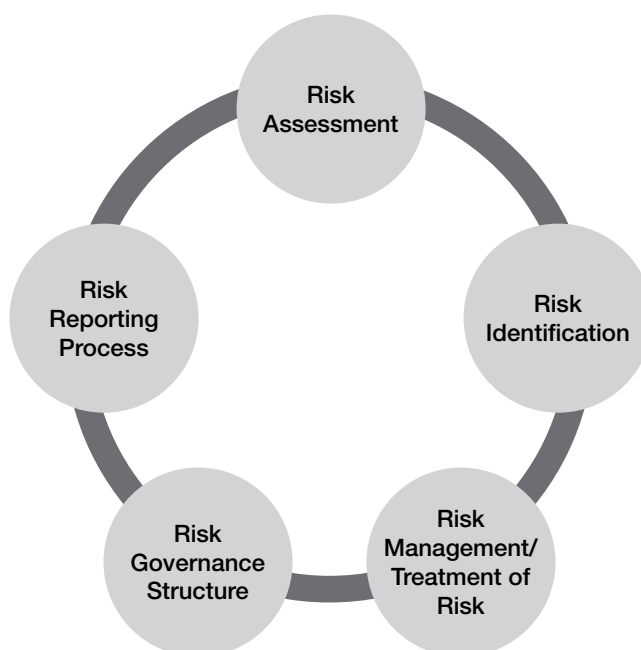 Risk
Assessment
Risk
Identification
Risk
Management/
Treatment of
Risk
Risk
Governance
Structure
Risk
Reporting
Process